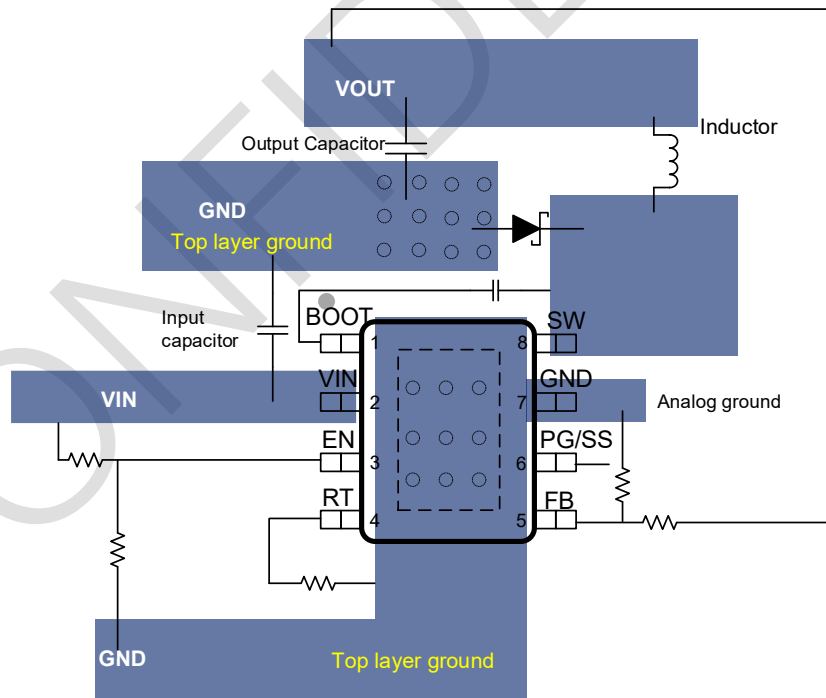 CONFIDE
VOUT
Output Capacitor
Inductor
GND
Top layer ground
Input
capacitor
BOOT
1
8
SW
VIN
VIN
2
7
GND
Analog ground
EN
3
6
PG/SS
RT
4
5
FB
GND
Top layer ground